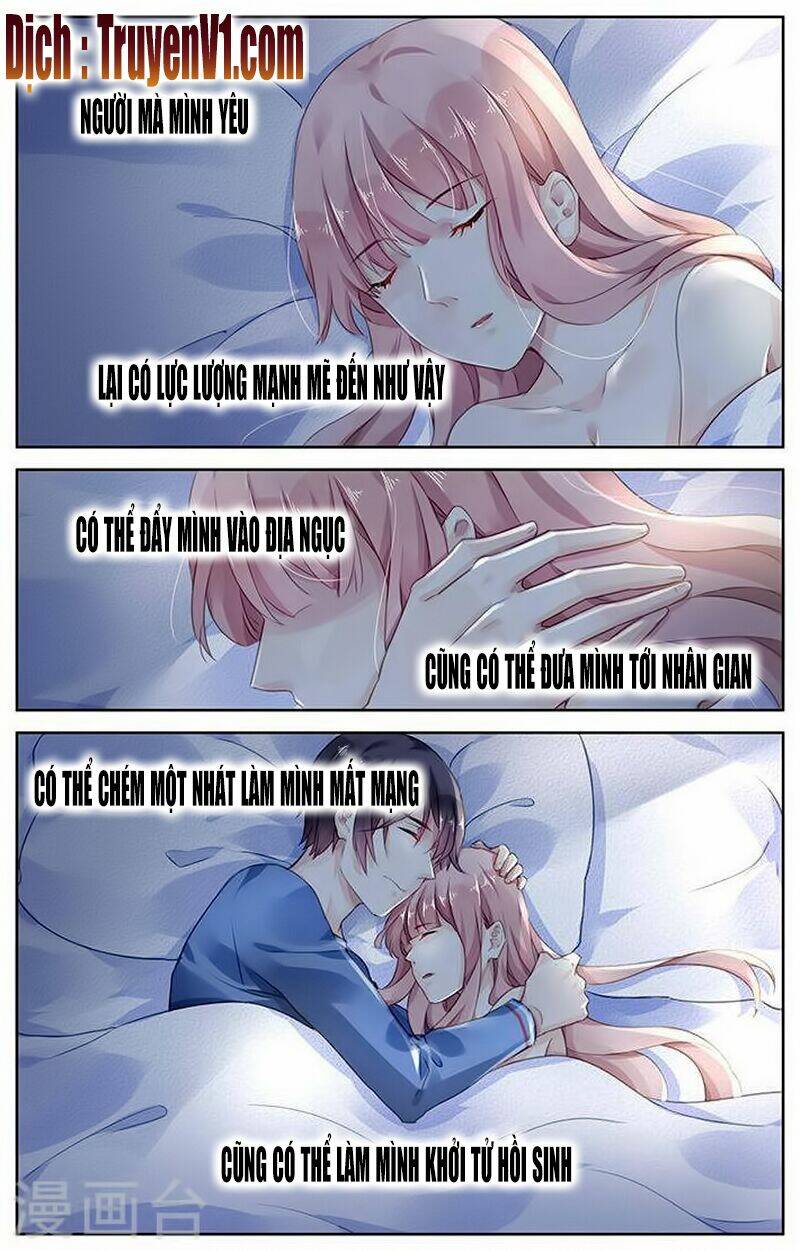 Dịch : TruyenV1.com
NGƯỜI MÀ MÌNH YÊU
LẠI CÓ LỰC LƯỢNG MẠNH MẼ ĐẾN NHƯ VẬY
CÓ THỂ ĐẨY MÌNH VÀO ĐỊA NGỤC
CŨNG CÓ THỂ ĐƯA MÌNH TỚI NHÂN GIAN
CÓ THỂ CHÉM MỘT NHÁT LÀM MÌNH MẤT MẠNG
CŨNG CÓ THỂ LÀM MÌNH KHỞI TỬ HỒI SINH
漫画台